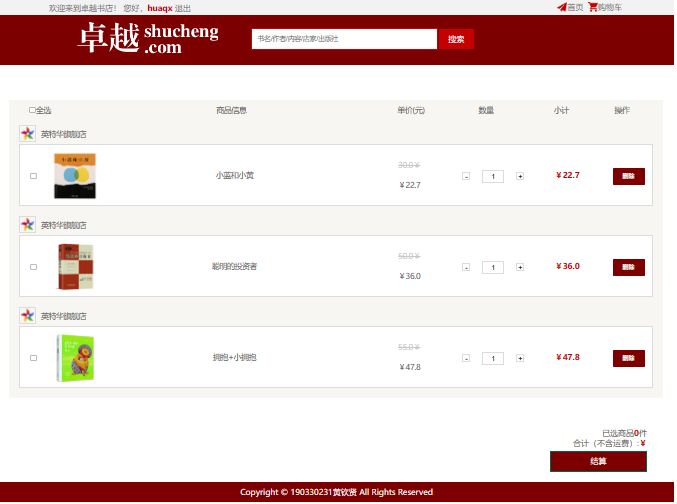 欢迎来到卓越书店！ 您好，huaqx 退出
首页 购物车
卓越 shucheng
.com
书名/作者/内容/店家/出版社
搜索
全选 商品信息 单价(元) 数量 小计 操作
英特华旗舰店
小蓝和小黄
30.0 ¥
¥ 22.7
- 1 +
¥ 22.7
删除
英特华旗舰店
聪明的投资者
50.0 ¥
¥ 36.0
- 1 +
¥ 36.0
删除
英特华旗舰店
拥抱+小拥抱
55.0 ¥
¥ 47.8
- 1 +
¥ 47.8
删除
已选商品0件
合计（不含运费）: ¥
结算
Copyright © 190330231黄钦贤 All Rights Reserved